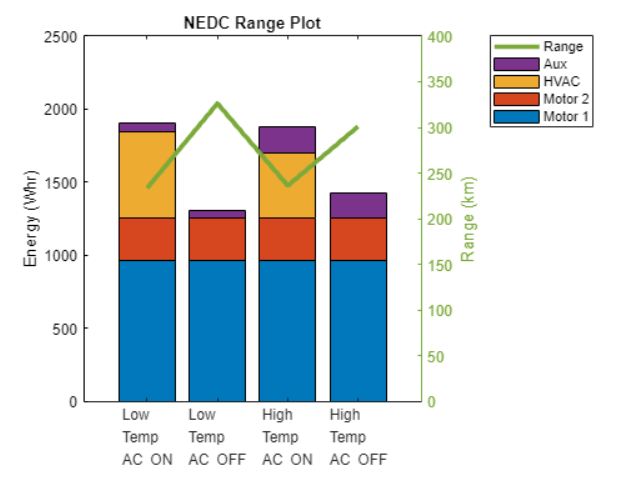 NEDC Range Plot
2500
2000
1500
1000
500
0
Energy (Whr)
400
350
300
250
200
150
100
50
0
Range (km)
Low Temp AC ON
Low Temp AC OFF
High Temp AC ON
High Temp AC OFF
Range
Aux
HVAC
Motor 2
Motor 1